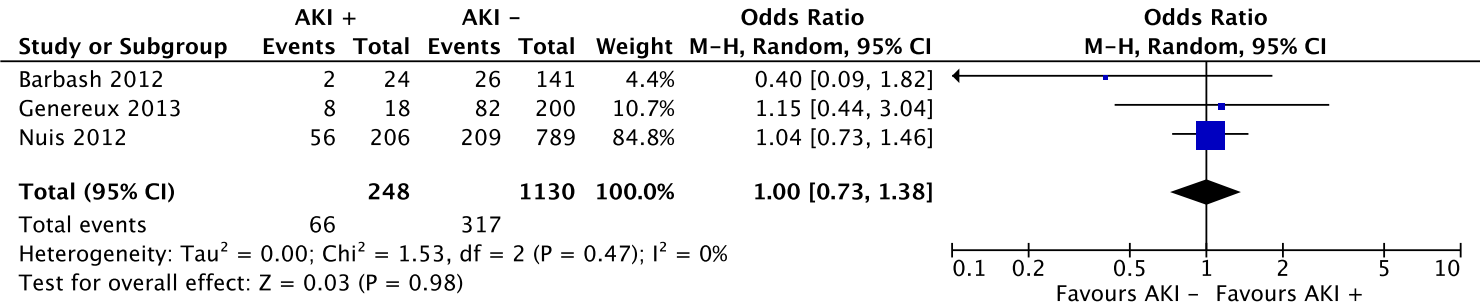 AKI + AKI – Odds Ratio Odds Ratio
Study or Subgroup Events Total Events Total Weight M–H, Random, 95% CI M–H, Random, 95% CI
Barbash 2012 2 24 26 141 4.4% 0.40 [0.09, 1.82]
Genereux 2013 8 18 82 200 10.7% 1.15 [0.44, 3.04]
Nuis 2012 56 206 209 789 84.8% 1.04 [0.73, 1.46]
Total (95% CI) 248 1130 100.0% 1.00 [0.73, 1.38]
Total events 66 317
Heterogeneity: Tau² = 0.00; Chi² = 1.53, df = 2 (P = 0.47); I² = 0%
Test for overall effect: Z = 0.03 (P = 0.98)
0.1 0.2 0.5 1 2 5 10
Favours AKI – Favours AKI +